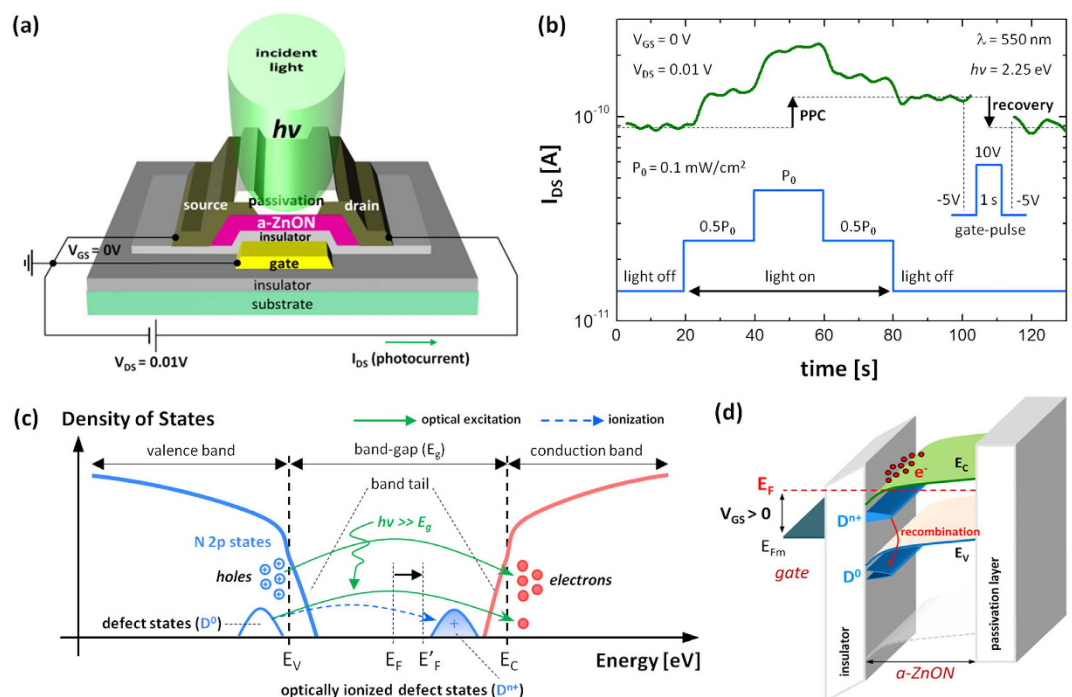 (a)
incident
light
hν
source
passivation
drain
a-ZnON
insulator
V_GS = 0V
gate
insulator
substrate
V_DS = 0.01V
I_DS (photocurrent)
(b)
V_GS = 0 V
V_DS = 0.01 V
λ = 550 nm
hν = 2.25 eV
PPC
recovery
P_0 = 0.1 mW/cm²
P_0
0.5P_0
0.5P_0
10V
-5V
1 s
-5V
gate-pulse
light off
light on
light off
10⁻¹⁰
10⁻¹¹
I_DS [A]
0 20 40 60 80 100 120
time [s]
(c)
Density of States
optical excitation
ionization
valence band
band-gap (E_g)
conduction band
band tail
hν >> E_g
N 2p states
holes
electrons
defect states (D⁰)
+
E_V
E_F
E'_F
E_C
Energy [eV]
optically ionized defect states (Dⁿ⁺)
(d)
E_F
V_GS > 0
E_Fm
gate
e⁻
E_C
Dⁿ⁺
recombination
E_V
D⁰
insulator
passivation layer
a-ZnON